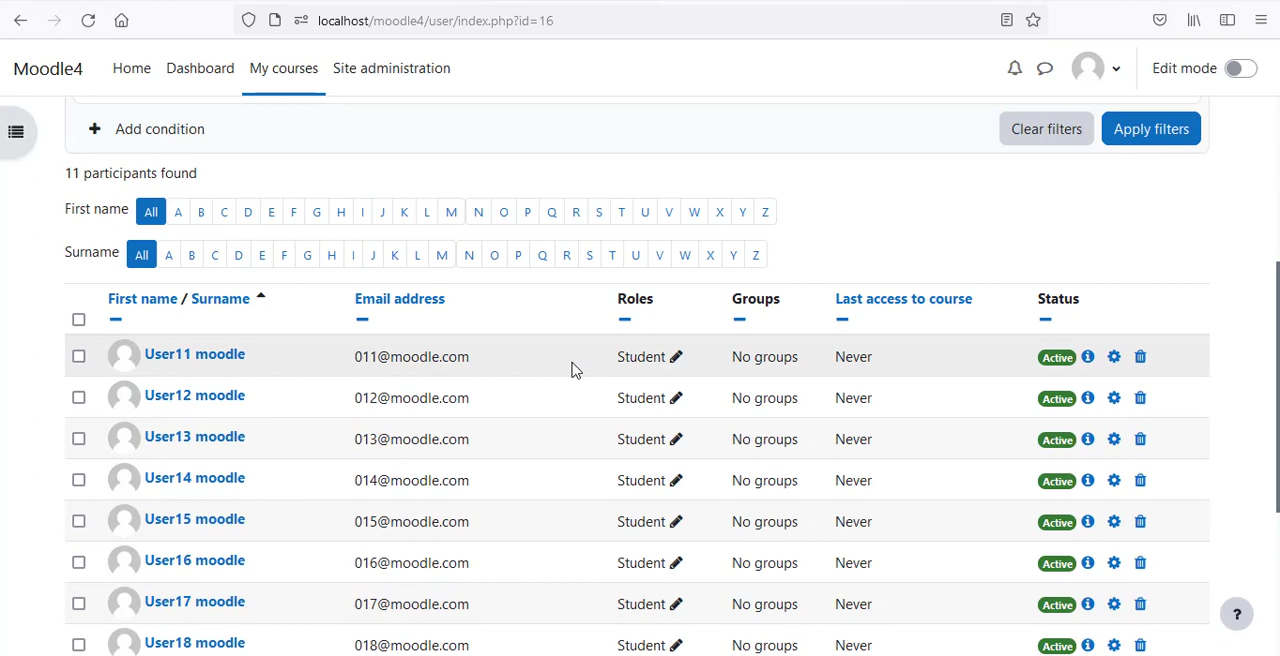 localhost/moodle4/user/index.php?id=16
Moodle4 Home Dashboard My courses Site administration Edit mode
Add condition Clear filters Apply filters
11 participants found
First name All A B C D E F G H I J K L M N O P Q R S T U V W X Y Z
Surname All A B C D E F G H I J K L M N O P Q R S T U V W X Y Z
First name / Surname Email address Roles Groups Last access to course Status
User11 moodle 011@moodle.com Student No groups Never Active
User12 moodle 012@moodle.com Student No groups Never Active
User13 moodle 013@moodle.com Student No groups Never Active
User14 moodle 014@moodle.com Student No groups Never Active
User15 moodle 015@moodle.com Student No groups Never Active
User16 moodle 016@moodle.com Student No groups Never Active
User17 moodle 017@moodle.com Student No groups Never Active
?
User18 moodle 018@moodle.com Student No groups Never Active